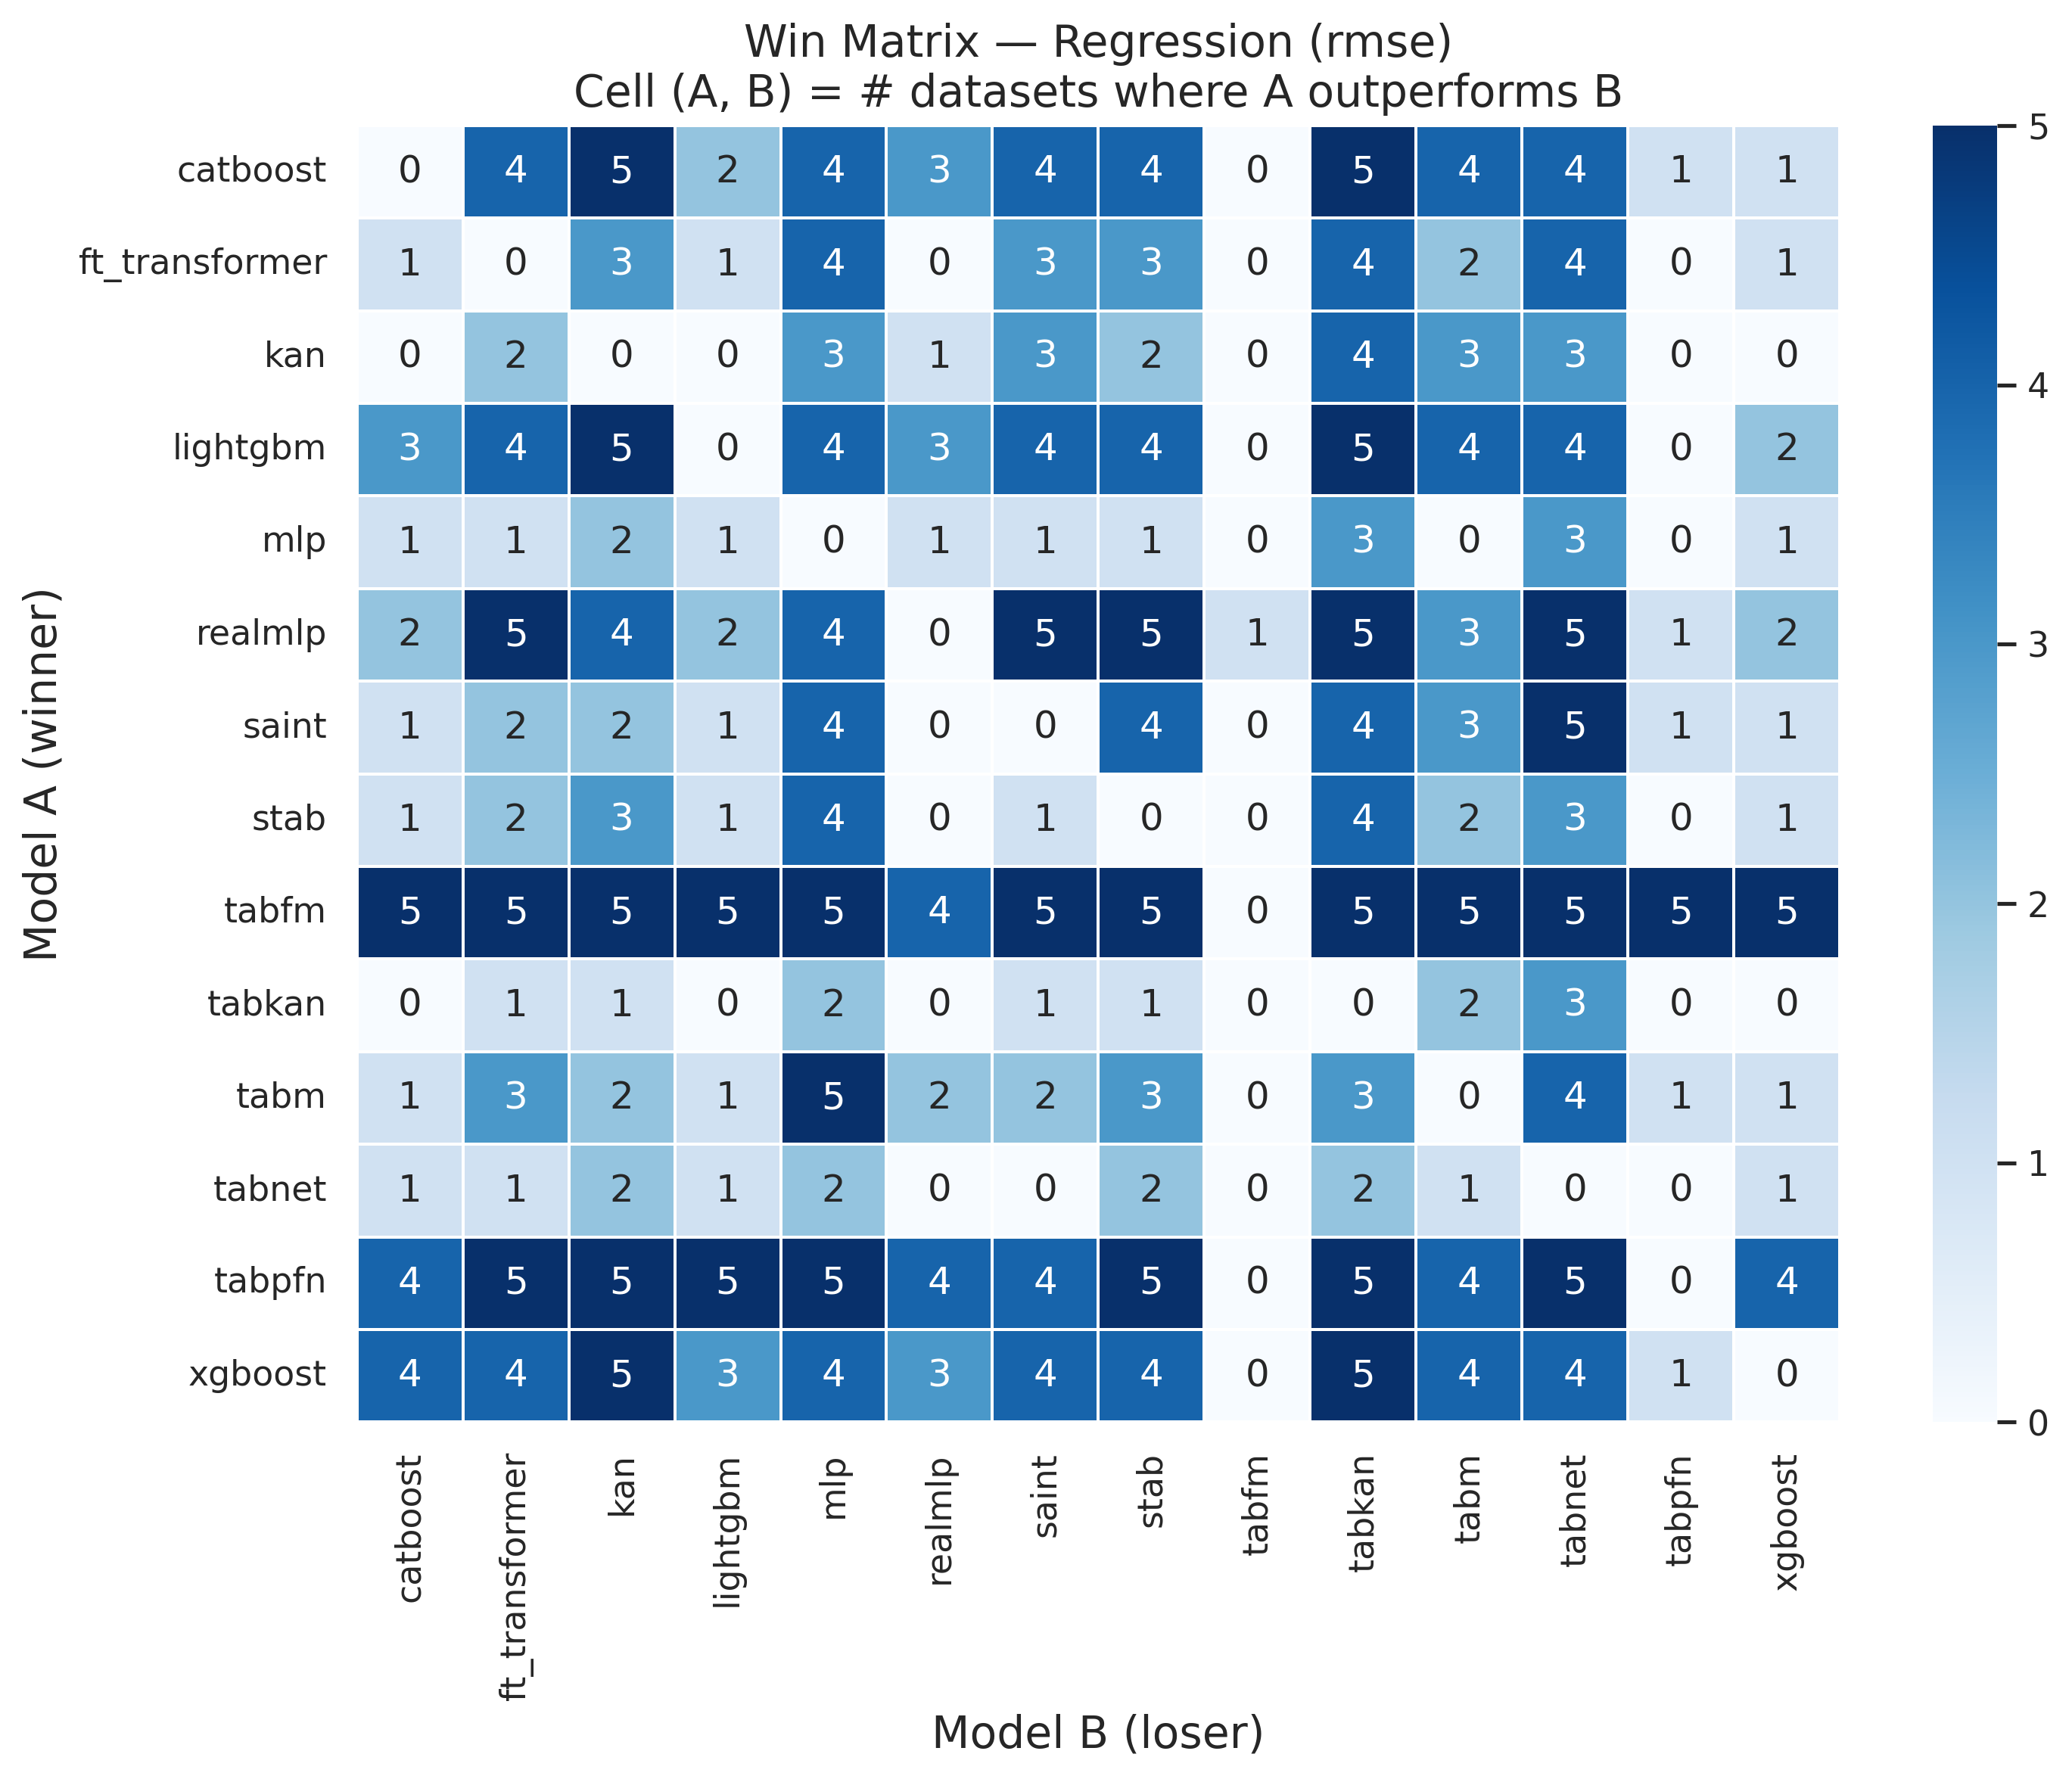 Win Matrix — Regression (rmse)
Cell (A, B) = # datasets where A outperforms B
Model A (winner)
catboost 0 4 5 2 4 3 4 4 0 5 4 4 1 1
ft_transformer 1 0 3 1 4 0 3 3 0 4 2 4 0 1
kan 0 2 0 0 3 1 3 2 0 4 3 3 0 0
lightgbm 3 4 5 0 4 3 4 4 0 5 4 4 0 2
mlp 1 1 2 1 0 1 1 1 0 3 0 3 0 1
realmlp 2 5 4 2 4 0 5 5 1 5 3 5 1 2
saint 1 2 2 1 4 0 0 4 0 4 3 5 1 1
stab 1 2 3 1 4 0 1 0 0 4 2 3 0 1
tabfm 5 5 5 5 5 4 5 5 0 5 5 5 5 5
tabkan 0 1 1 0 2 0 1 1 0 0 2 3 0 0
tabm 1 3 2 1 5 2 2 3 0 3 0 4 1 1
tabnet 1 1 2 1 2 0 0 2 0 2 1 0 0 1
tabpfn 4 5 5 5 5 4 4 5 0 5 4 5 0 4
xgboost 4 4 5 3 4 3 4 4 0 5 4 4 1 0
catboost ft_transformer kan lightgbm mlp realmlp saint stab tabfm tabkan tabm tabnet tabpfn xgboost
Model B (loser)
5
4
3
2
1
0